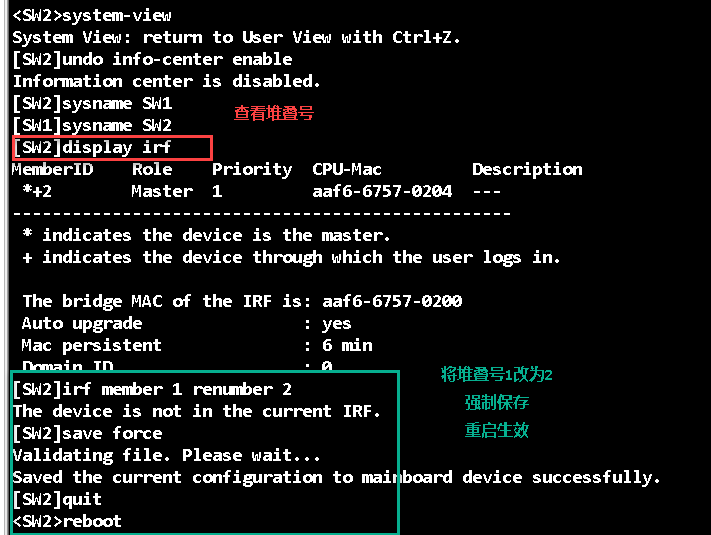 <SW2>system-view
System View: return to User View with Ctrl+Z.
[SW2]undo info-center enable
Information center is disabled.
[SW2]sysname SW1
查看堆叠号
[SW1]sysname SW2
[SW2]display irf
MemberID    Role    Priority  CPU-Mac         Description
 *+2        Master  1         aaf6-6757-0204  ---
--------------------------------------------------
 * indicates the device is the master.
 + indicates the device through which the user logs in.
 The bridge MAC of the IRF is: aaf6-6757-0200
 Auto upgrade                : yes
 Mac persistent              : 6 min
 Domain ID                   : 0
将堆叠号1改为2
[SW2]irf member 1 renumber 2
强制保存
The device is not in the current IRF.
重启生效
[SW2]save force
Validating file. Please wait...
Saved the current configuration to mainboard device successfully.
[SW2]quit
<SW2>reboot